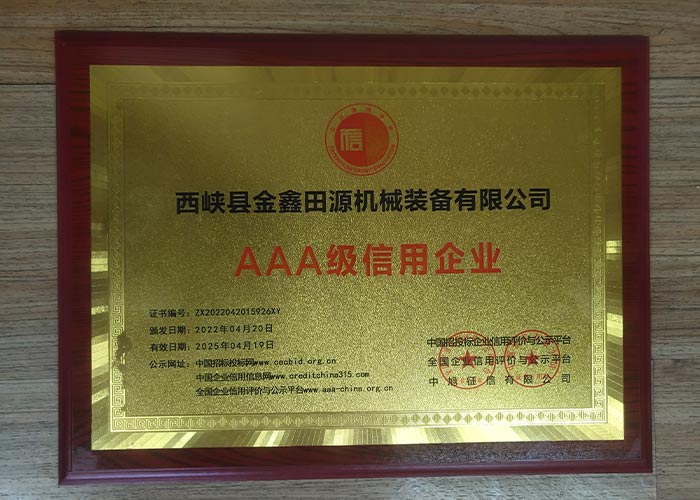 信
西峡县金鑫田源机械装备有限公司
AAA级信用企业
证书编号：ZX2022042015926XY
颁发日期：2022年04月20日
有效日期：2025年04月19日
公示网址：中国招标投标网www.cecbid.org.cn
中国企业信用信息网www.creditchina315.com
全国企业信用评价与公示平台www.aaa-china.org.cn
中国招投标企业信用评价与公示平台
全国企业信用评价与公示平台
中旭征信有限公司